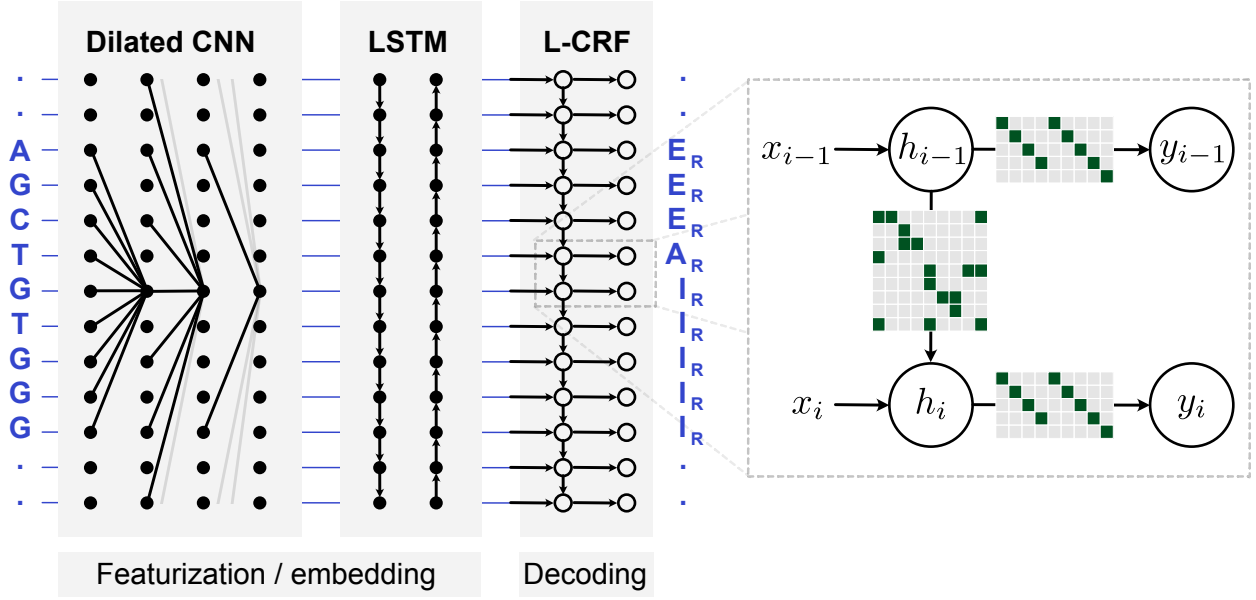 Dilated CNN LSTM L-CRF
· ·
· ·
A E_R
G E_R
C E_R
T A_R
G I_R
T I_R
G I_R
G I_R
G I_R
· ·
· ·
x_{i-1} h_{i-1} y_{i-1}
x_i h_i y_i
Featurization / embedding Decoding